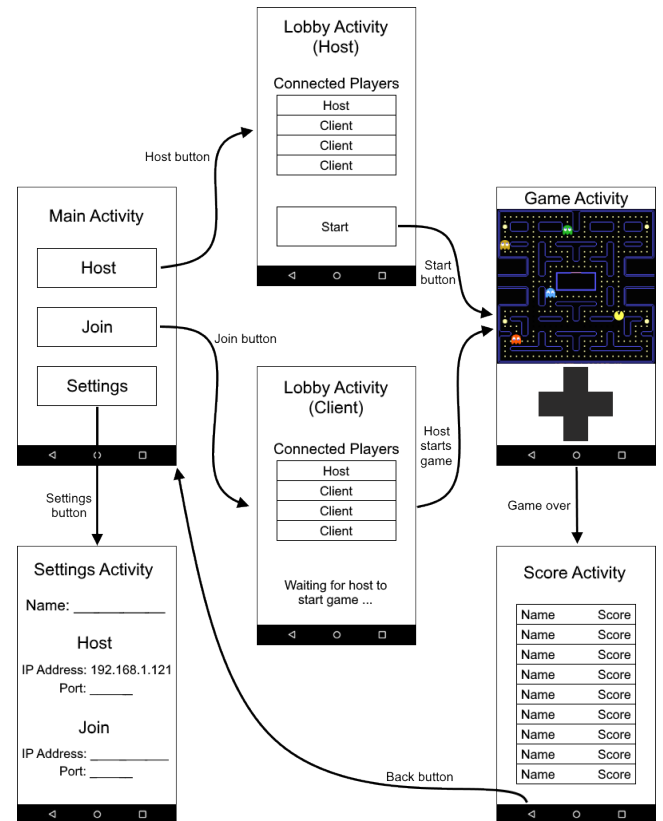 Lobby Activity
(Host)
Connected Players
Host
Client
Client
Client
Start
Host button
Main Activity
Host
Join
Settings
Join button
Start
button
Game Activity
Lobby Activity
(Client)
Connected Players
Host
Client
Client
Client
Waiting for host to
start game ...
Host
starts
game
Settings
button
Game over
Settings Activity
Name: ___________
Host
IP Address: 192.168.1.121
Port: _____
Join
IP Address: __________
Port: _____
Score Activity
Name Score
Name Score
Name Score
Name Score
Name Score
Name Score
Name Score
Name Score
Name Score
Back button